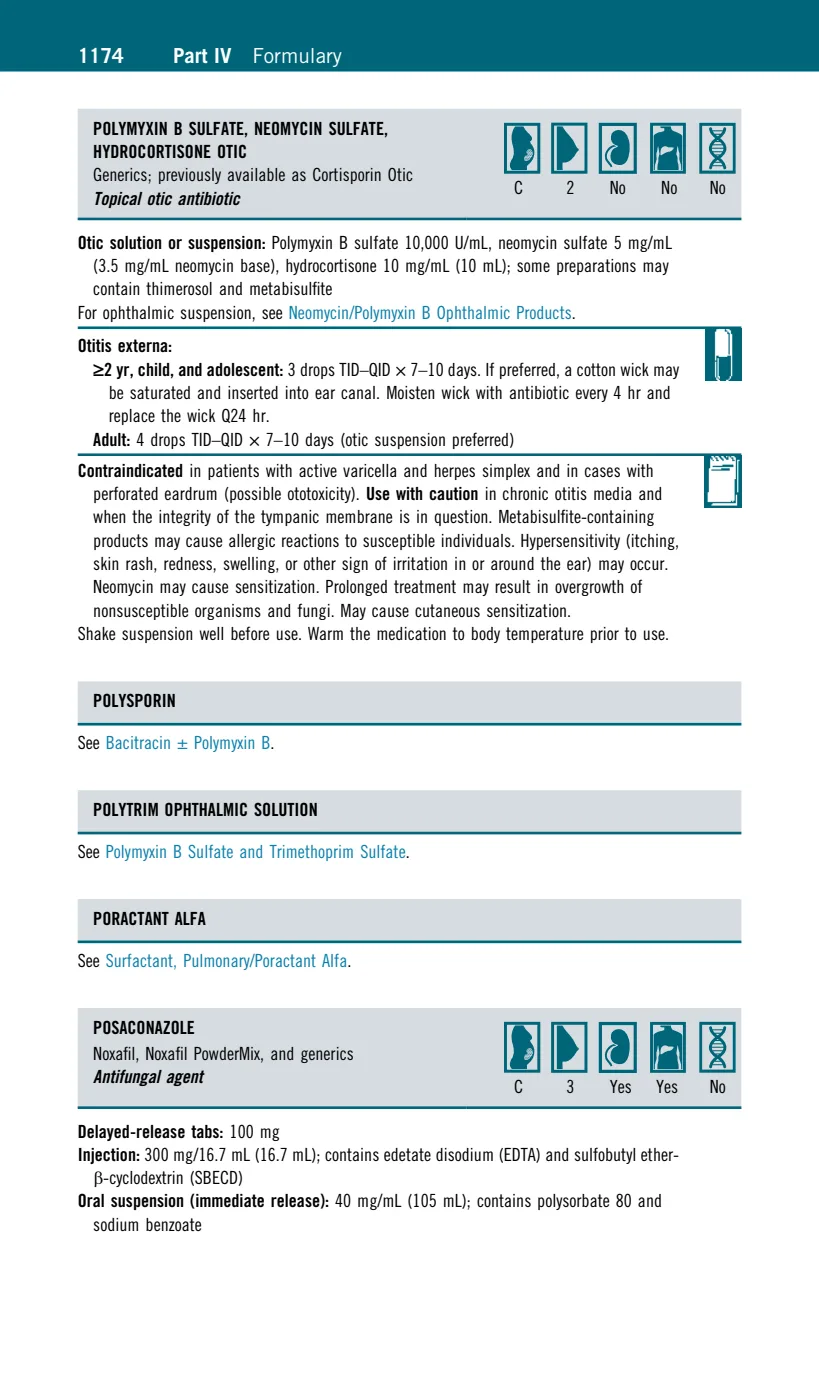 1174 Part IV Formulary
POLYMYXIN B SULFATE, NEOMYCIN SULFATE,
HYDROCORTISONE OTIC
Generics; previously available as Cortisporin Otic
Topical otic antibiotic
C 2 No No No
Otic solution or suspension: Polymyxin B sulfate 10,000 U/mL, neomycin sulfate 5 mg/mL
(3.5 mg/mL neomycin base), hydrocortisone 10 mg/mL (10 mL); some preparations may
contain thimerosol and metabisulfite
For ophthalmic suspension, see Neomycin/Polymyxin B Ophthalmic Products.
Otitis externa:
≥2 yr, child, and adolescent: 3 drops TID–QID × 7–10 days. If preferred, a cotton wick may
be saturated and inserted into ear canal. Moisten wick with antibiotic every 4 hr and
replace the wick Q24 hr.
Adult: 4 drops TID–QID × 7–10 days (otic suspension preferred)
Contraindicated in patients with active varicella and herpes simplex and in cases with
perforated eardrum (possible ototoxicity). Use with caution in chronic otitis media and
when the integrity of the tympanic membrane is in question. Metabisulfite-containing
products may cause allergic reactions to susceptible individuals. Hypersensitivity (itching,
skin rash, redness, swelling, or other sign of irritation in or around the ear) may occur.
Neomycin may cause sensitization. Prolonged treatment may result in overgrowth of
nonsusceptible organisms and fungi. May cause cutaneous sensitization.
Shake suspension well before use. Warm the medication to body temperature prior to use.
POLYSPORIN
See Bacitracin ± Polymyxin B.
POLYTRIM OPHTHALMIC SOLUTION
See Polymyxin B Sulfate and Trimethoprim Sulfate.
PORACTANT ALFA
See Surfactant, Pulmonary/Poractant Alfa.
POSACONAZOLE
Noxafil, Noxafil PowderMix, and generics
Antifungal agent
C 3 Yes Yes No
Delayed-release tabs: 100 mg
Injection: 300 mg/16.7 mL (16.7 mL); contains edetate disodium (EDTA) and sulfobutyl ether-
β-cyclodextrin (SBECD)
Oral suspension (immediate release): 40 mg/mL (105 mL); contains polysorbate 80 and
sodium benzoate